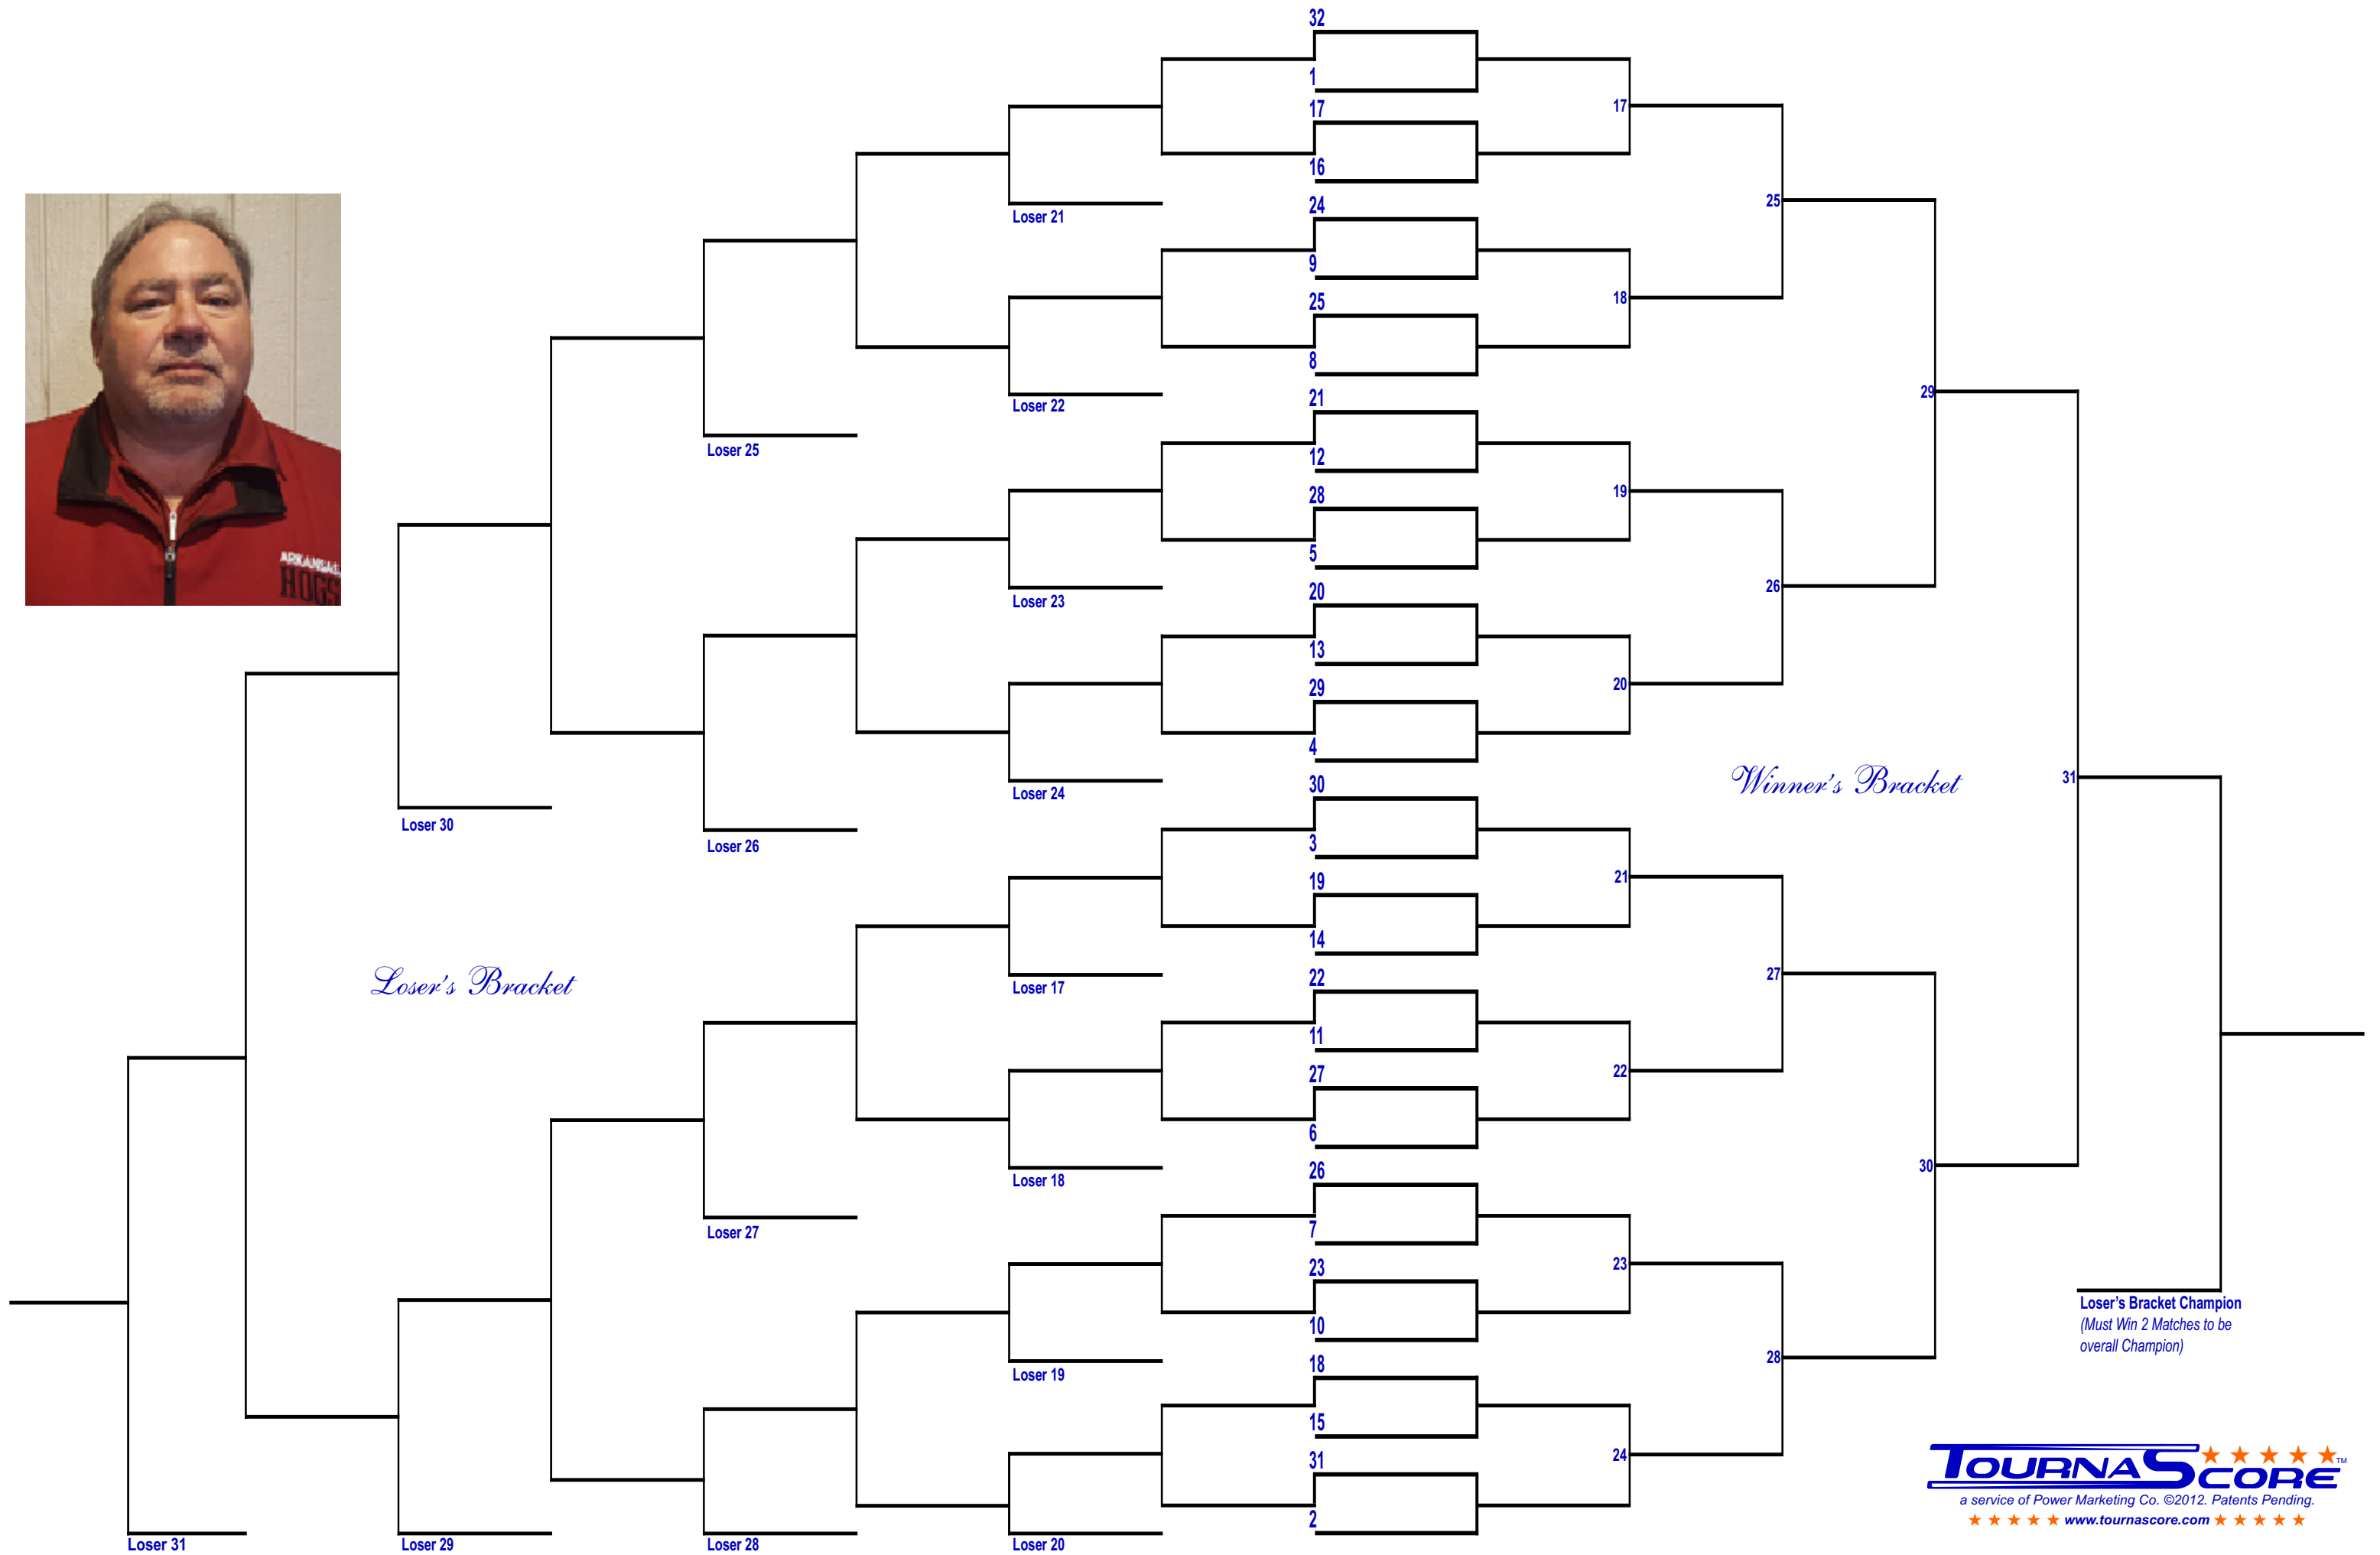 32
1
17
16
24
9
25
8
21
12
28
5
20
13
29
4
30
3
19
14
22
11
27
6
26
7
23
10
18
15
31
2
17
18
19
20
21
22
23
24
25
26
27
28
29
30
31
Winner's Bracket
Loser's Bracket Champion
(Must Win 2 Matches to be
overall Champion)
Loser 21
Loser 22
Loser 23
Loser 24
Loser 17
Loser 18
Loser 19
Loser 20
Loser 25
Loser 26
Loser 27
Loser 28
Loser 30
Loser 29
Loser 31
Loser's Bracket
ARKANSAS
HOGS
TOURNASCORE TM
a service of Power Marketing Co. ©2012. Patents Pending.
www.tournascore.com